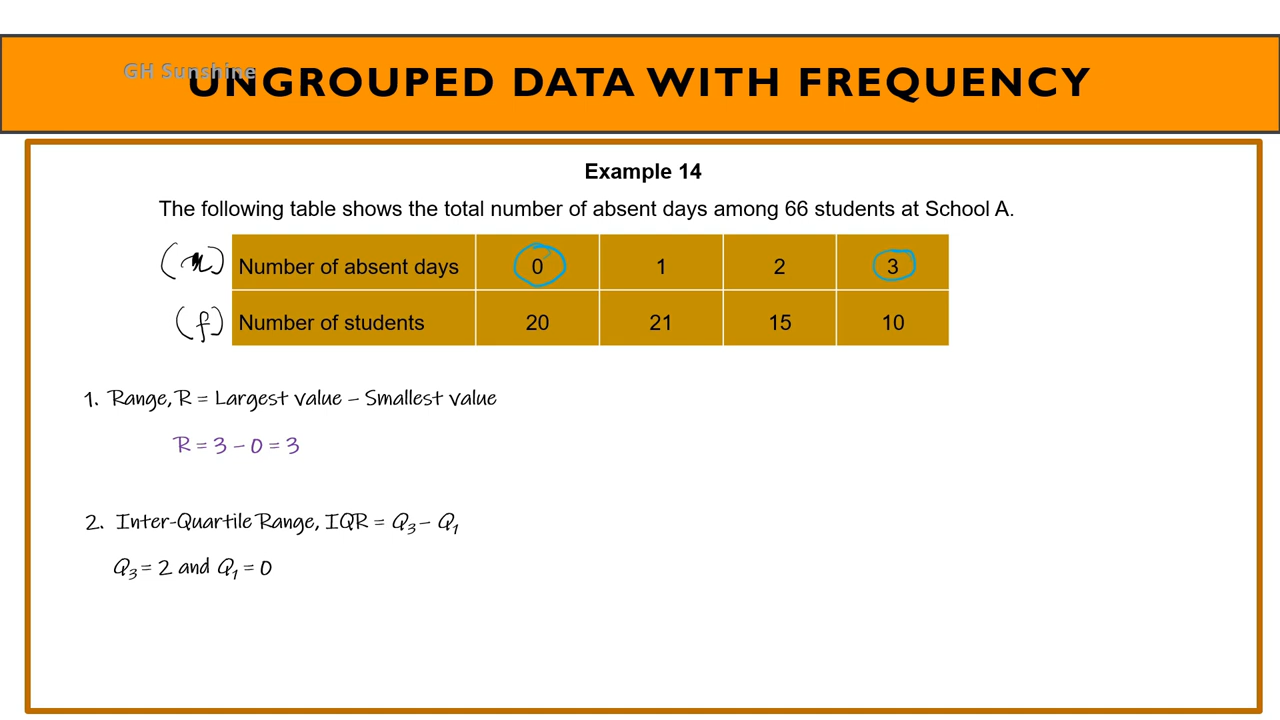 GH Sunshine
UNGROUPED DATA WITH FREQUENCY
Example 14
The following table shows the total number of absent days among 66 students at School A.
(x) Number of absent days 0 1 2 3
(f) Number of students 20 21 15 10
1. Range, R = Largest value – Smallest value
R = 3 – 0 = 3
2. Inter-Quartile Range, IQR = Q₃ – Q₁
Q₃ = 2 and Q₁ = 0